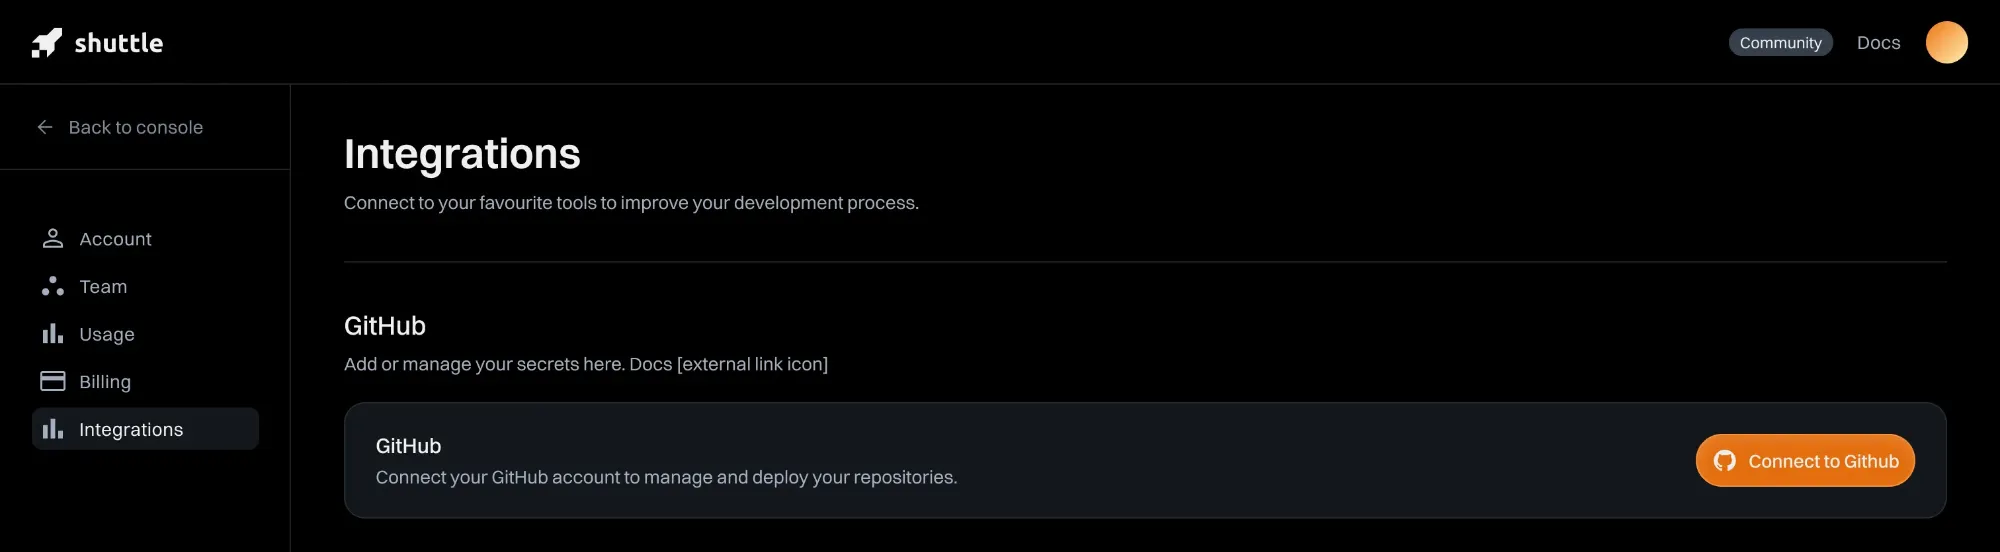 shuttle
Community
Docs
Back to console
Account
Team
Usage
Billing
Integrations
Integrations
Connect to your favourite tools to improve your development process.
GitHub
Add or manage your secrets here. Docs [external link icon]
GitHub
Connect your GitHub account to manage and deploy your repositories.
Connect to Github